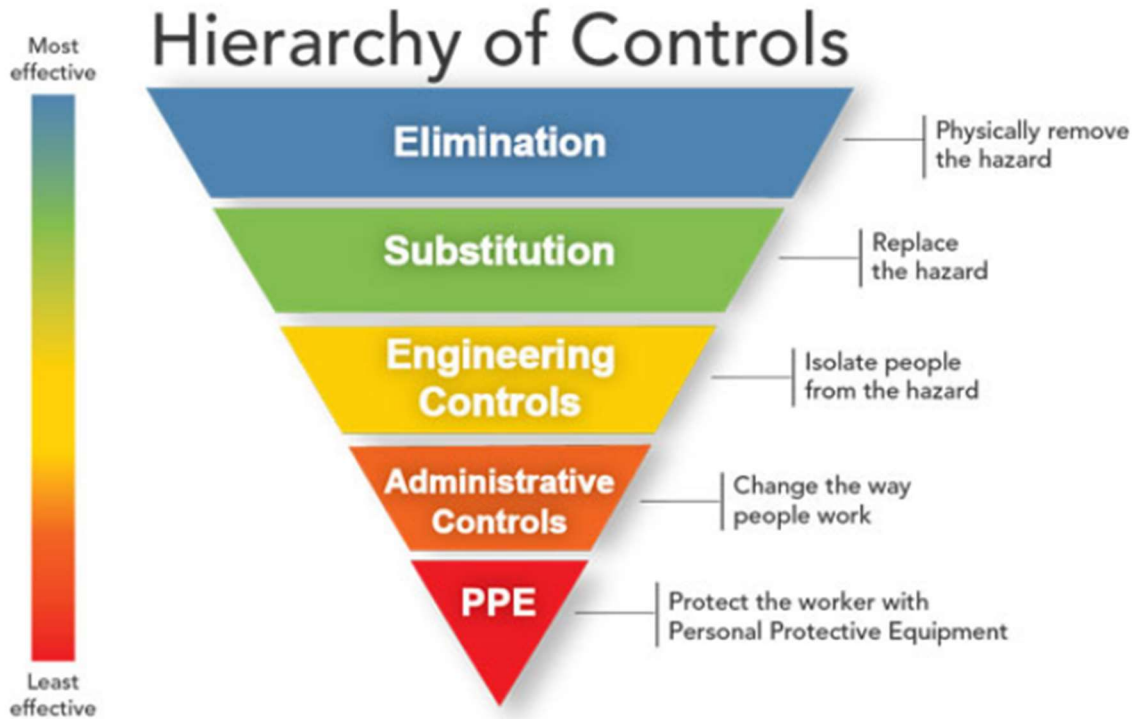 Hierarchy of Controls
Most
effective
Elimination
Physically remove
the hazard
Substitution
Replace
the hazard
Engineering
Controls
Isolate people
from the hazard
Administrative
Controls
Change the way
people work
PPE
Protect the worker with
Personal Protective Equipment
Least
effective